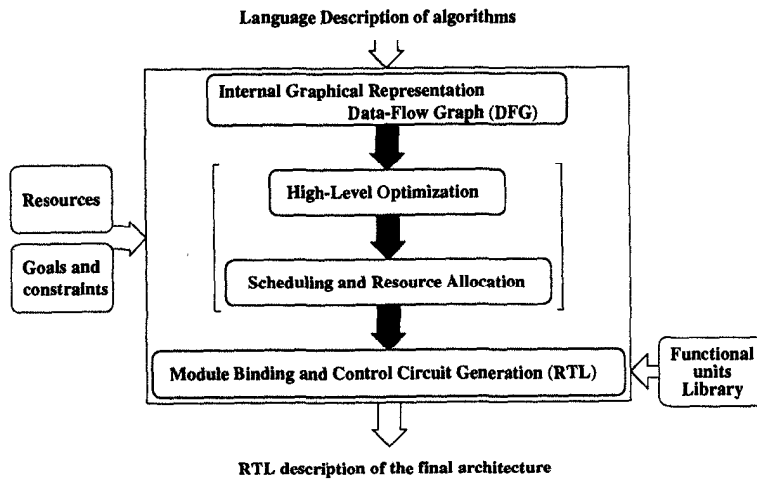 Language Description of algorithms
Internal Graphical Representation
Data-Flow Graph (DFG)
High-Level Optimization
Resources
Goals and
constraints
Scheduling and Resource Allocation
Module Binding and Control Circuit Generation (RTL)
Functional
units
Library
RTL description of the final architecture